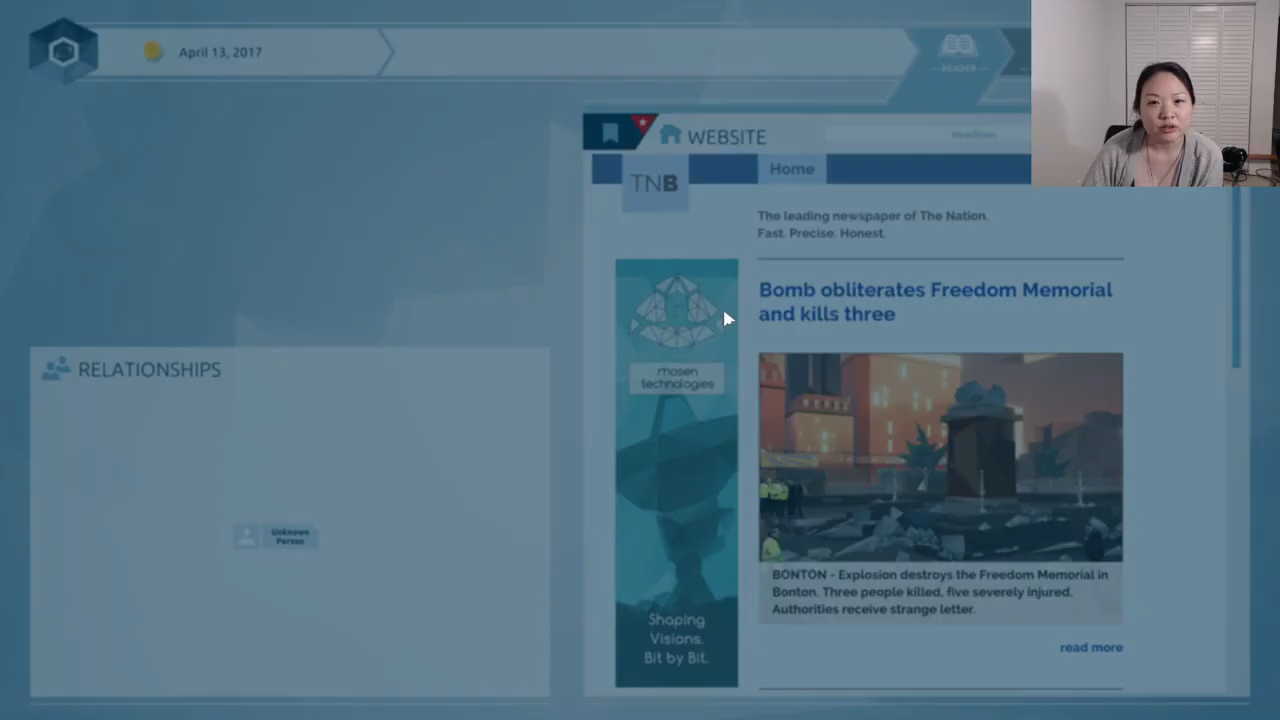 April 13, 2017
READER
WEBSITE
Headlines
TNB
Home
The leading newspaper of The Nation.
Fast. Precise. Honest.
Bomb obliterates Freedom Memorial
and kills three
rhosen
technologies
Shaping
Visions.
Bit by Bit.
BONTON - Explosion destroys the Freedom Memorial in
Bonton. Three people killed, five severely injured.
Authorities receive strange letter.
read more
RELATIONSHIPS
Unknown
Person